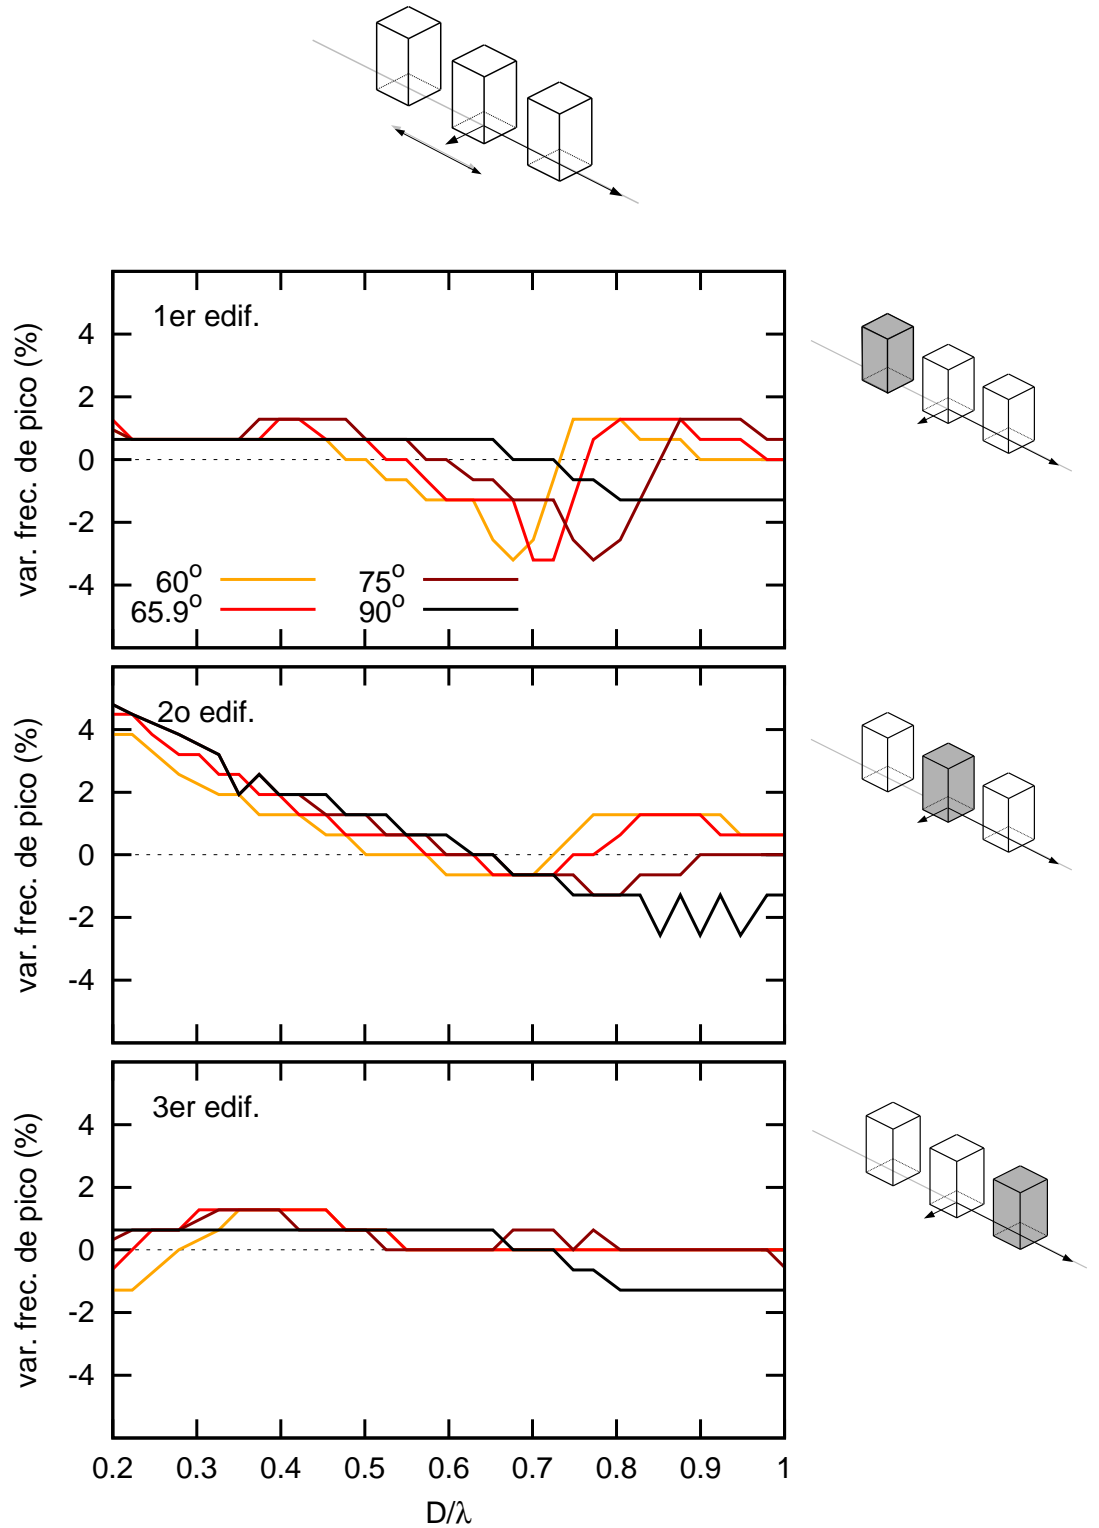 var. frec. de pico (%)
1er edif.
4
2
0
-2
-4
60º 75º
65.9º 90º
var. frec. de pico (%)
2o edif.
4
2
0
-2
-4
var. frec. de pico (%)
3er edif.
4
2
0
-2
-4
0.2 0.3 0.4 0.5 0.6 0.7 0.8 0.9 1
D/λ